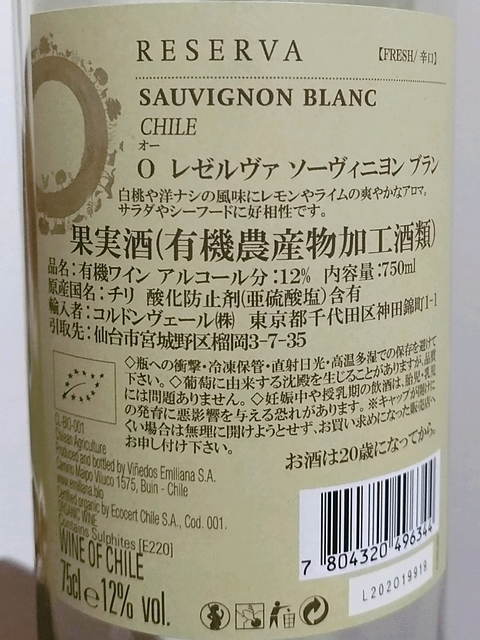 RESERVA
【FRESH/辛口】
SAUVIGNON BLANC
CHILE
オー
O レゼルヴァ ソーヴィニヨン ブラン
白桃や洋ナシの風味にレモンやライムの爽やかなアロマ。
サラダやシーフードに好相性です。
果実酒(有機農産物加工酒類)
品名:有機ワイン アルコール分:12% 内容量:750ml
原産国名:チリ 酸化防止剤(亜硫酸塩)含有
輸入者:コルドンヴェール㈱ 東京都千代田区神田錦町1-1
引取先:仙台市宮城野区榴岡3-7-35
◇瓶への衝撃・冷凍保管・直射日光・高温多湿での保存を避けて
下さい。◇葡萄に由来する沈殿を生じることがありますが、品質
には問題ありません。◇妊娠中や授乳期の飲酒は、胎児・乳児
の発育に悪影響を与える恐れがあります。※キャップが開けに
くい場合は無理に開けようとせず、お買い求めになった販売店へ
お申し付け下さい。
お酒は20歳になってから。
CL-BIO-001
Chilean Agriculture
Produced and bottled by Viñedos Emiliana S.A.
Camino Maipo Viluco 1575, Buin - Chile
www.emiliana.bio
Certified organic by Ecocert Chile S.A., Cod. 001.
ORGANIC WINE
Contains Sulphites [E220]
WINE OF CHILE
75cl e 12% vol.
7 804320 496344
L202019919